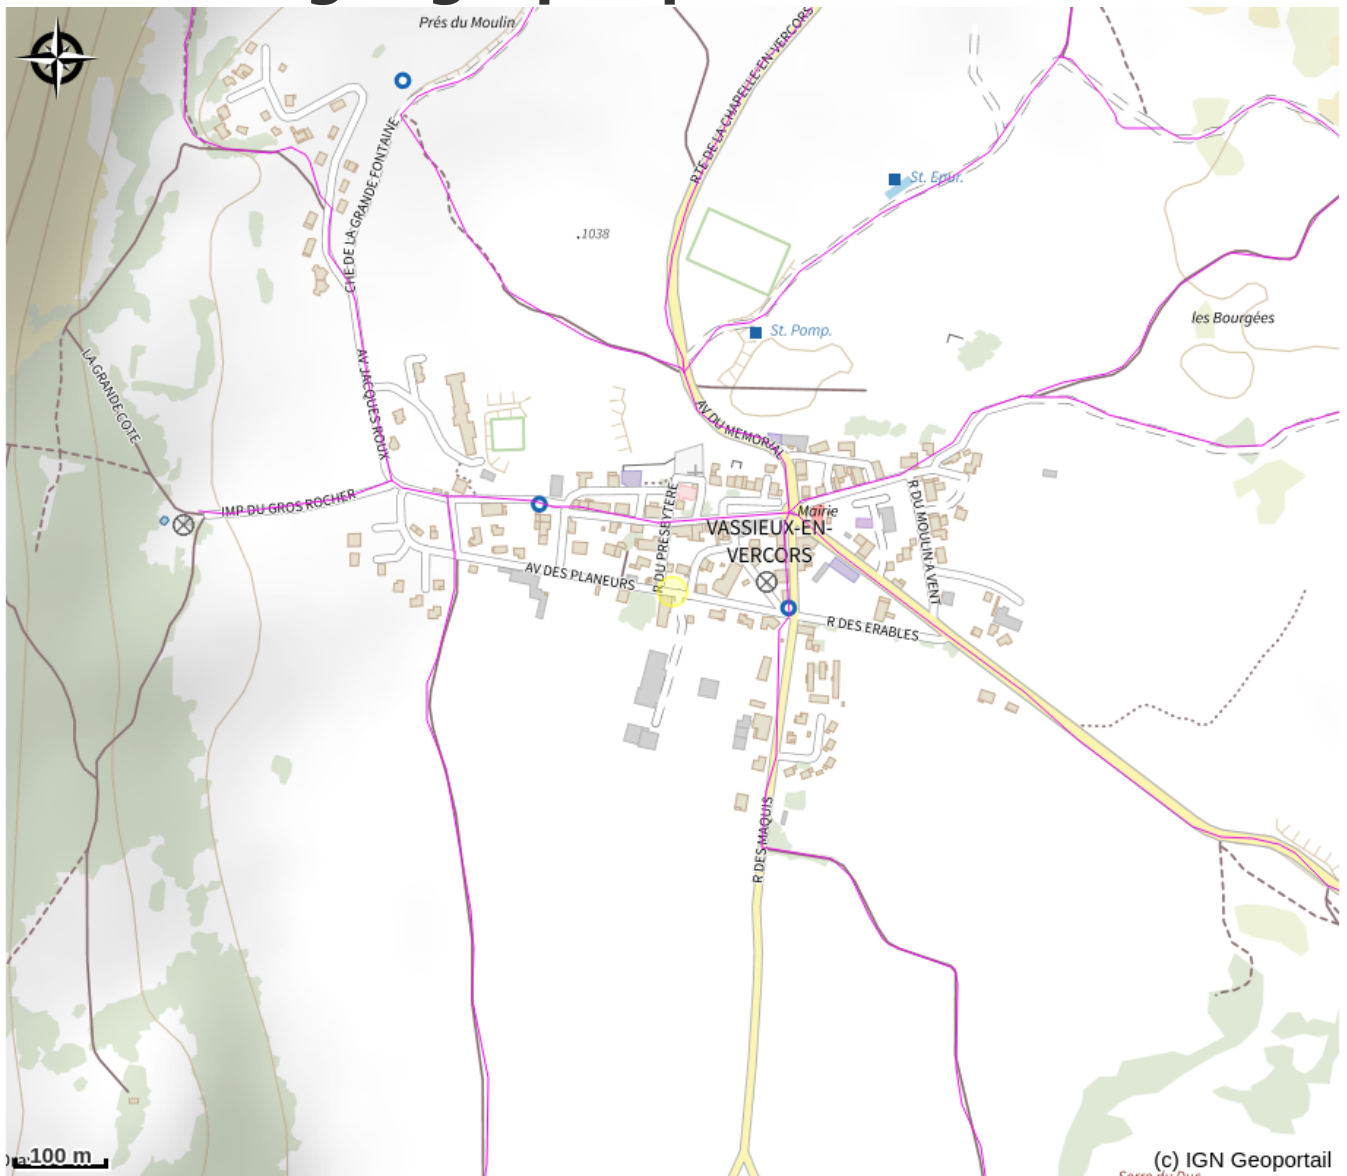 Prés du Moulin
RTE DE LA CHAPELLE-EN-VERCORS
CHE DE LA GRANDE FONTAINE
St. Epur.
.1038
les Bourgées
St. Pomp.
LA GRANDE COTE
AV JACQUES ROUX
AV DU MEMORIAL
IMP DU GROS ROCHER
R DU PRESBYTERE
Mairie
VASSIEUX-EN-
VERCORS
R DU MOULIN A VENT
AV DES PLANEURS
R DES ERABLES
R DES MAQUIS
100 m
(c) IGN Geoportail